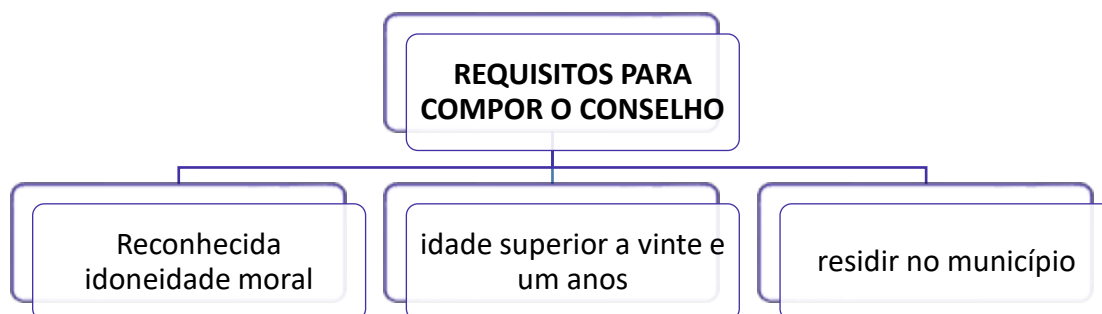 REQUISITOS PARA
COMPOR O CONSELHO
Reconhecida
idoneidade moral
idade superior a vinte e
um anos
residir no município